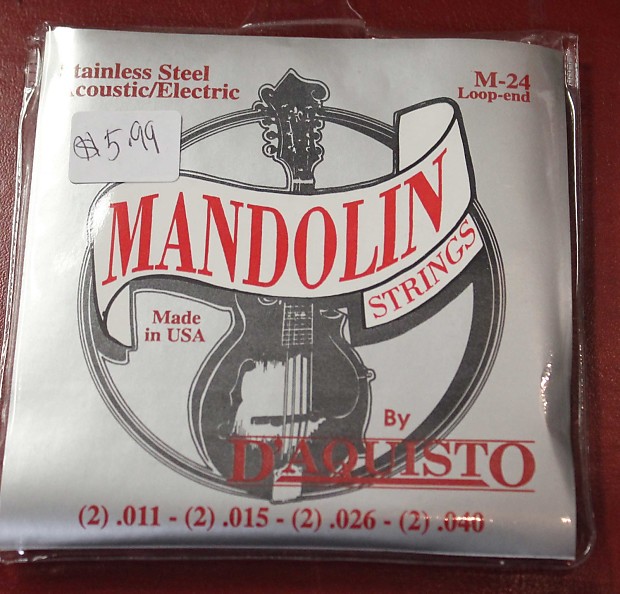 Stainless Steel
Acoustic/Electric
M-24
Loop-end
$5.99
MANDOLIN
STRINGS
Made
in USA
By
D'AQUISTO
(2) .011 - (2) .015 - (2) .026 - (2) .040